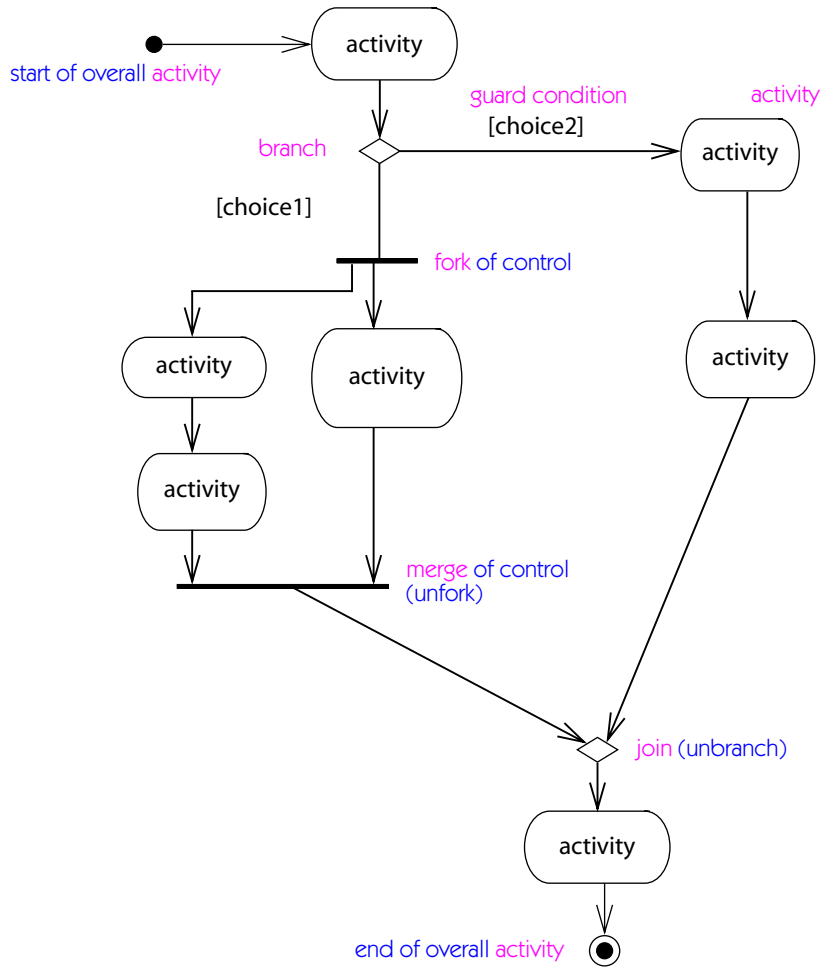 activity
start of overall activity
guard condition
activity
[choice2]
branch
activity
[choice1]
fork of control
activity
activity
activity
activity
merge of control
(unfork)
join (unbranch)
activity
end of overall activity